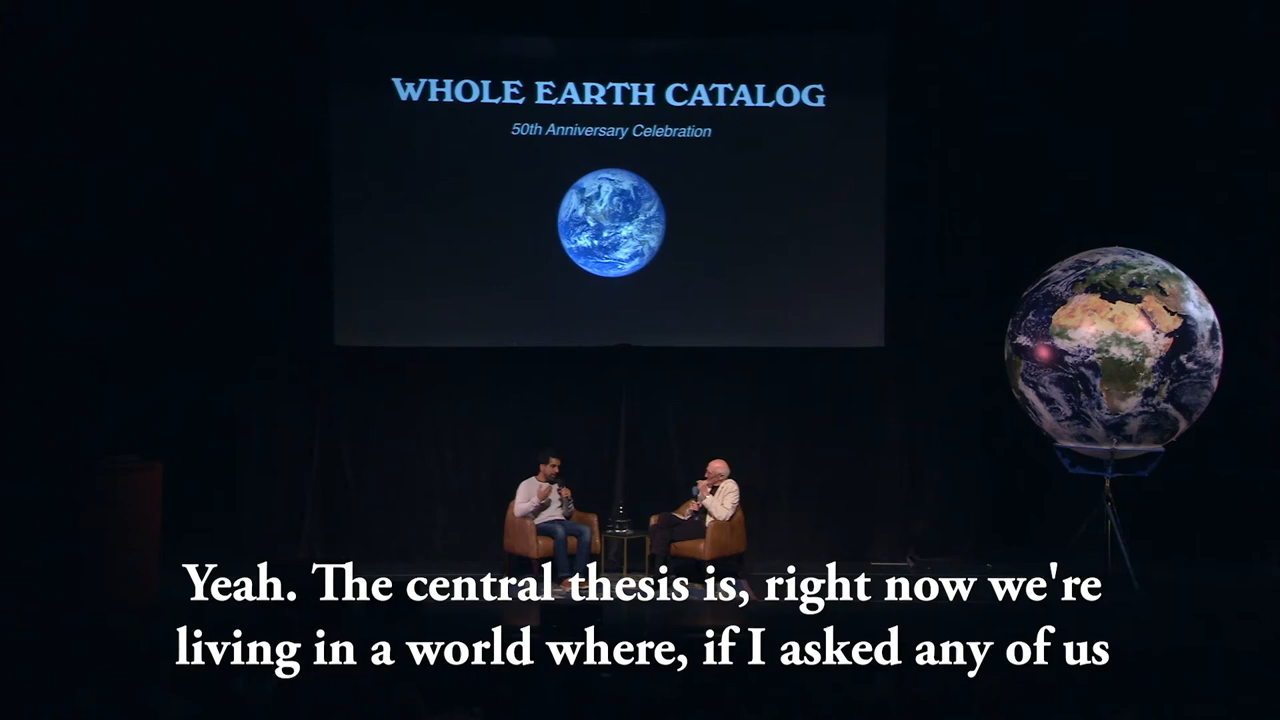 WHOLE EARTH CATALOG
50th Anniversary Celebration
Yeah. The central thesis is, right now we're
living in a world where, if I asked any of us